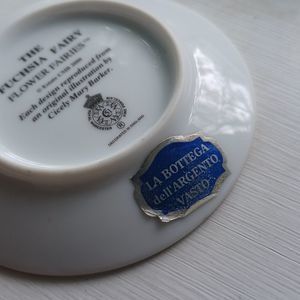 THE
FUCHSIA FAIRY
FLOWER FAIRIES™
Each design reproduced from
an original illustration by
Cicely Mary Barker.
LA BOTTEGA
dell'ARGENTO
VASTO